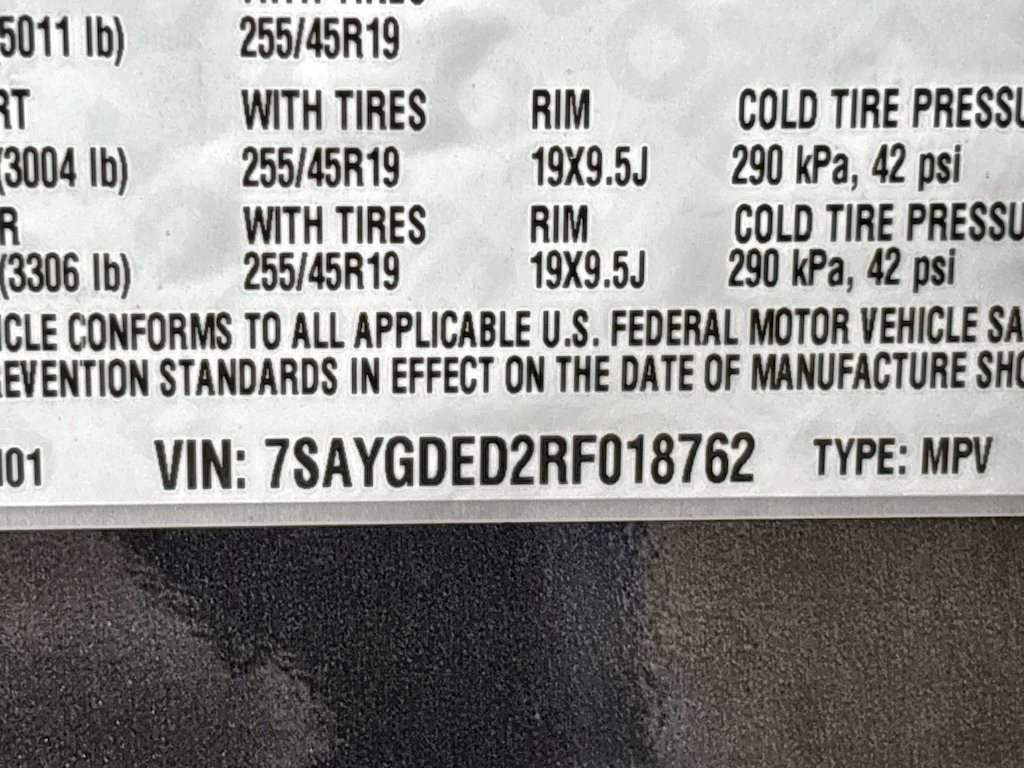 5011 lb) 255/45R19
RT WITH TIRES RIM COLD TIRE PRESSU
(3004 lb) 255/45R19 19X9.5J 290 kPa, 42 psi
R WITH TIRES RIM COLD TIRE PRESSU
(3306 lb) 255/45R19 19X9.5J 290 kPa, 42 psi
ICLE CONFORMS TO ALL APPLICABLE U.S. FEDERAL MOTOR VEHICLE SA
REVENTION STANDARDS IN EFFECT ON THE DATE OF MANUFACTURE SHO
01 VIN: 7SAYGDED2RF018762 TYPE: MPV